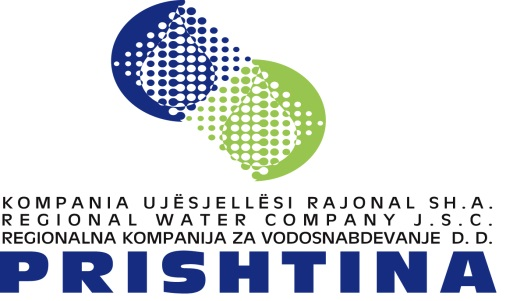 KOMPANIA UJËSJELLËSI RAJONAL SH.A.
REGIONAL WATER COMPANY J.S.C.
REGIONALNA KOMPANIJA ZA VODOSNABDEVANJE D. D.
PRISHTINA